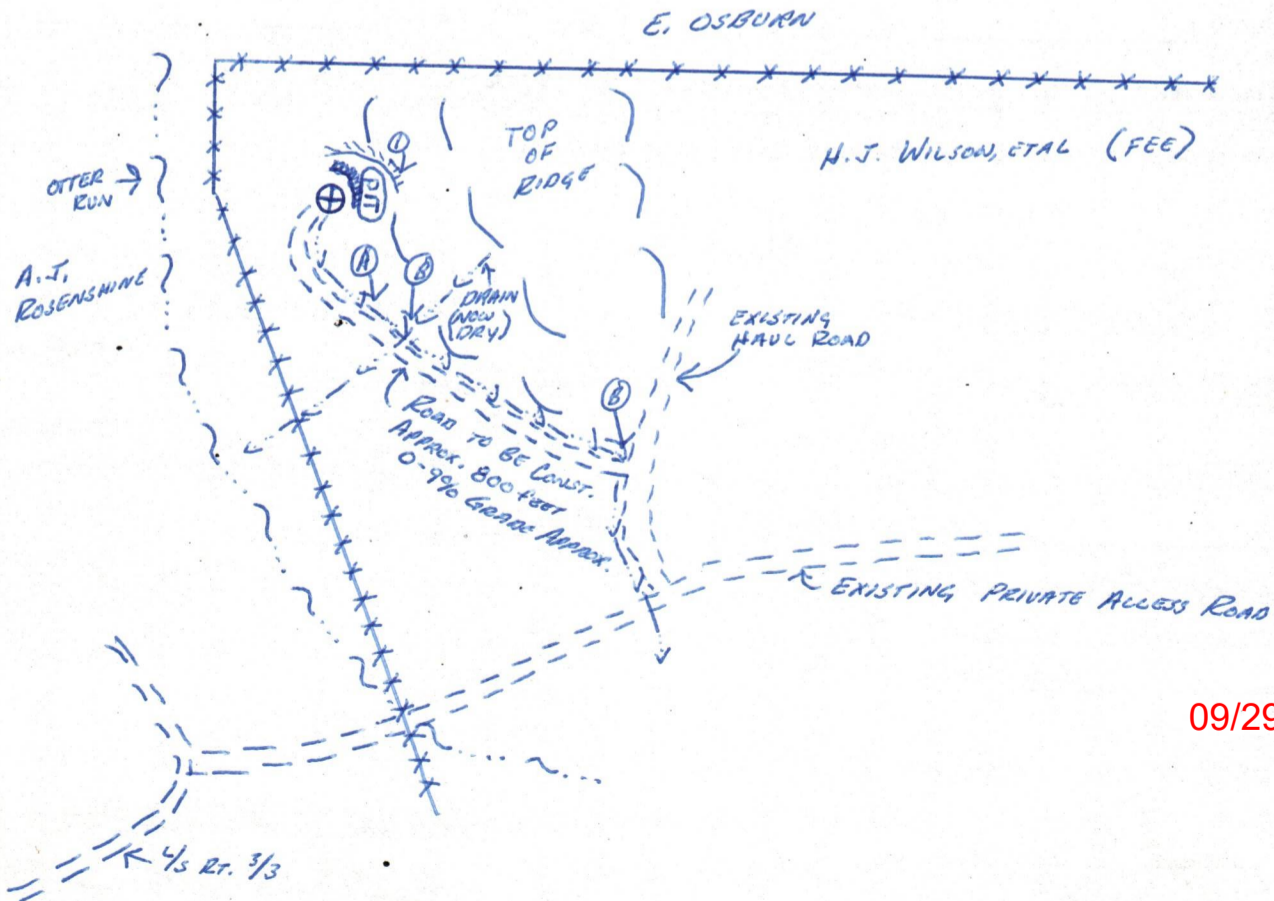 E. OSBURN
H.J. WILSON, ETAL (FEE)
TOP
OF
RIDGE
①
PIT
OTTER
RUN
A.J.
ROSENSHINE
Ⓐ
Ⓑ
DRAIN
(NOW
DRY)
EXISTING
HAUL ROAD
Ⓑ
ROAD TO BE CONST.
APPROX. 800 FEET
0-9% GRADE APPROX.
EXISTING PRIVATE ACCESS ROAD
09/29
L/S RT. 3/3